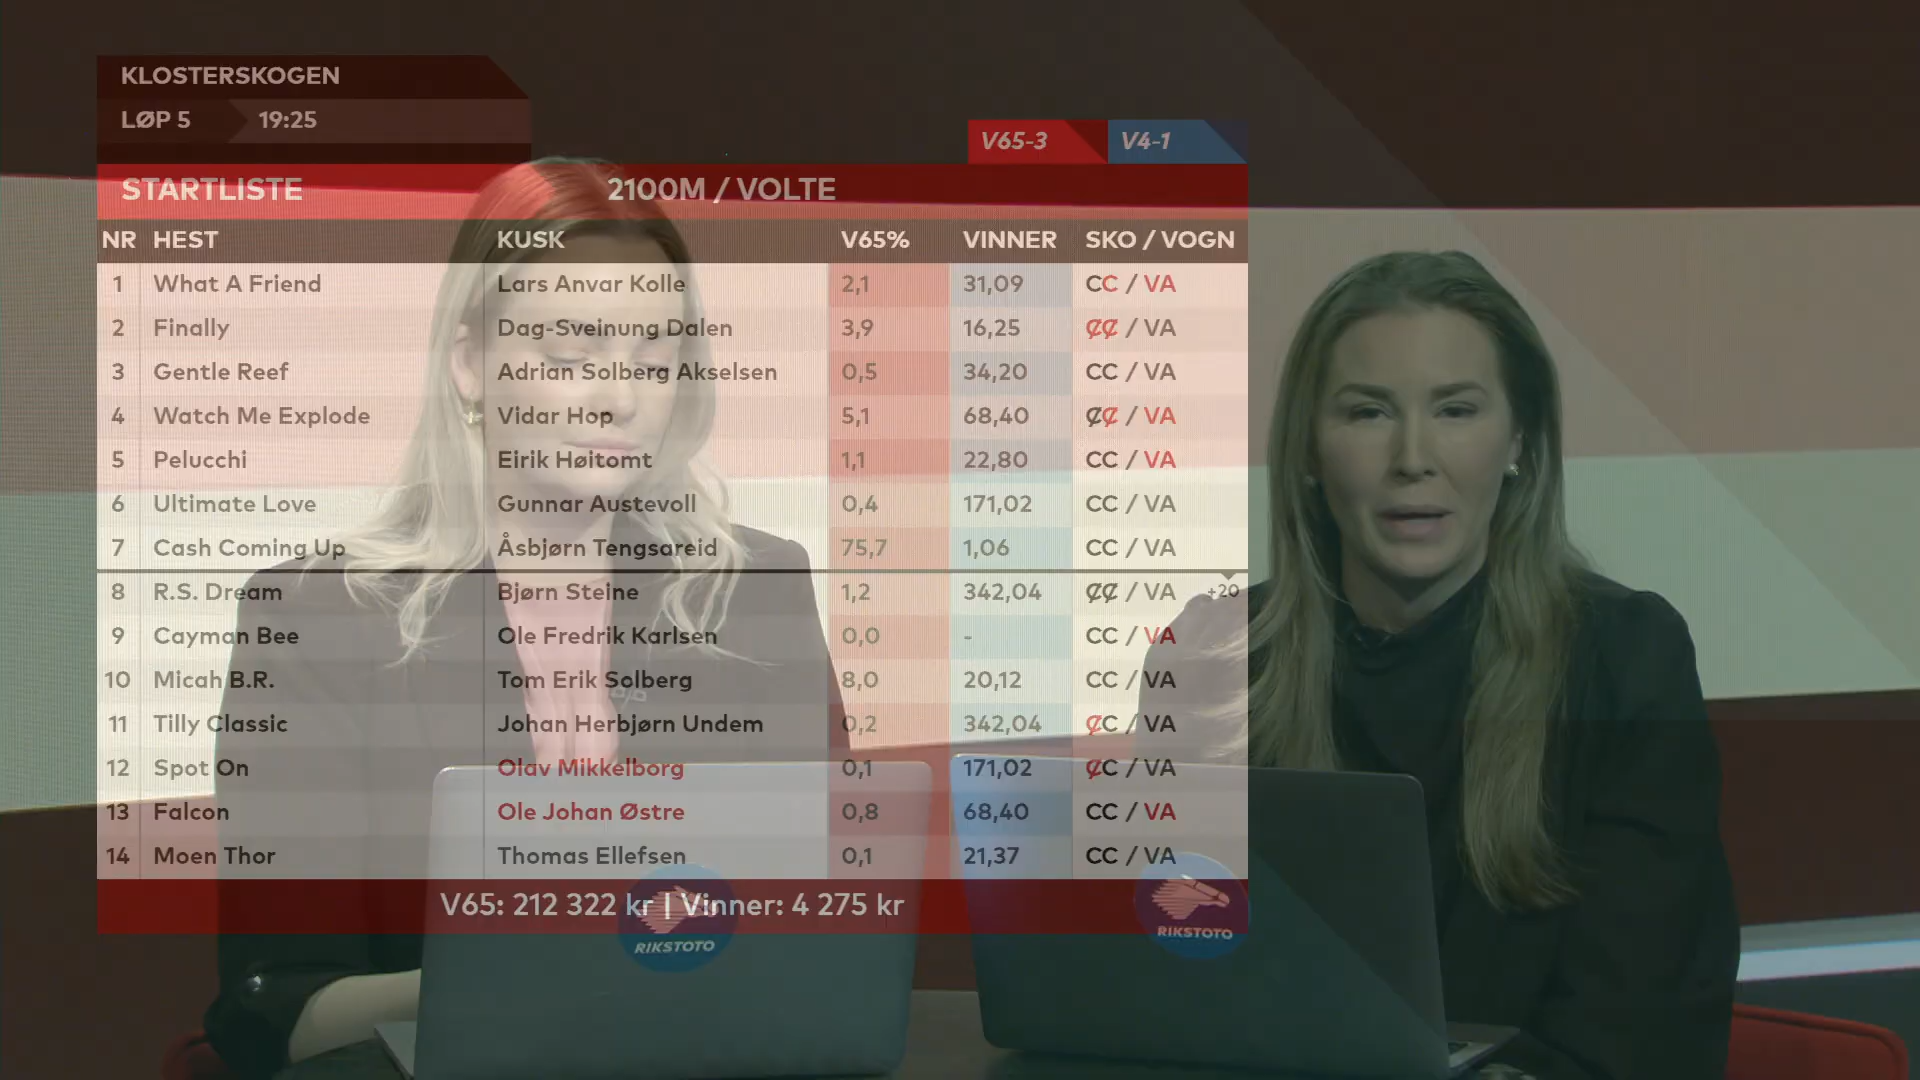 KLOSTERSKOGEN
LØP 5 19:25
V65-3 V4-1
STARTLISTE 2100M / VOLTE
NR HEST KUSK V65% VINNER SKO / VOGN
1 What A Friend Lars Anvar Kolle 2,1 31,09 CC / VA
2 Finally Dag-Sveinung Dalen 3,9 16,25 ȻȻ / VA
3 Gentle Reef Adrian Solberg Akselsen 0,5 34,20 CC / VA
4 Watch Me Explode Vidar Hop 5,1 68,40 ȻȻ / VA
5 Pelucchi Eirik Høitomt 1,1 22,80 CC / VA
6 Ultimate Love Gunnar Austevoll 0,4 171,02 CC / VA
7 Cash Coming Up Åsbjørn Tengsareid 75,7 1,06 CC / VA
8 R.S. Dream Bjørn Steine 1,2 342,04 ȻȻ / VA +20
9 Cayman Bee Ole Fredrik Karlsen 0,0 - CC / VA
10 Micah B.R. Tom Erik Solberg 8,0 20,12 CC / VA
11 Tilly Classic Johan Herbjørn Undem 0,2 342,04 ȻC / VA
12 Spot On Olav Mikkelborg 0,1 171,02 ȻC / VA
13 Falcon Ole Johan Østre 0,8 68,40 CC / VA
14 Moen Thor Thomas Ellefsen 0,1 21,37 CC / VA
V65: 212 322 kr | Vinner: 4 275 kr
RIKSTOTO
RIKSTOTO